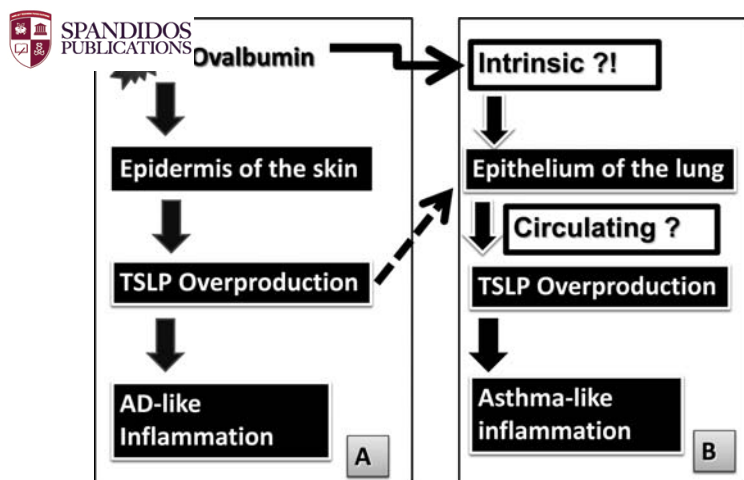 SPANDIDOS
PUBLICATIONS
Ovalbumin
Epidermis of the skin
TSLP Overproduction
AD-like
Inflammation
A
Intrinsic ?!
Epithelium of the lung
Circulating ?
TSLP Overproduction
Asthma-like
inflammation
B